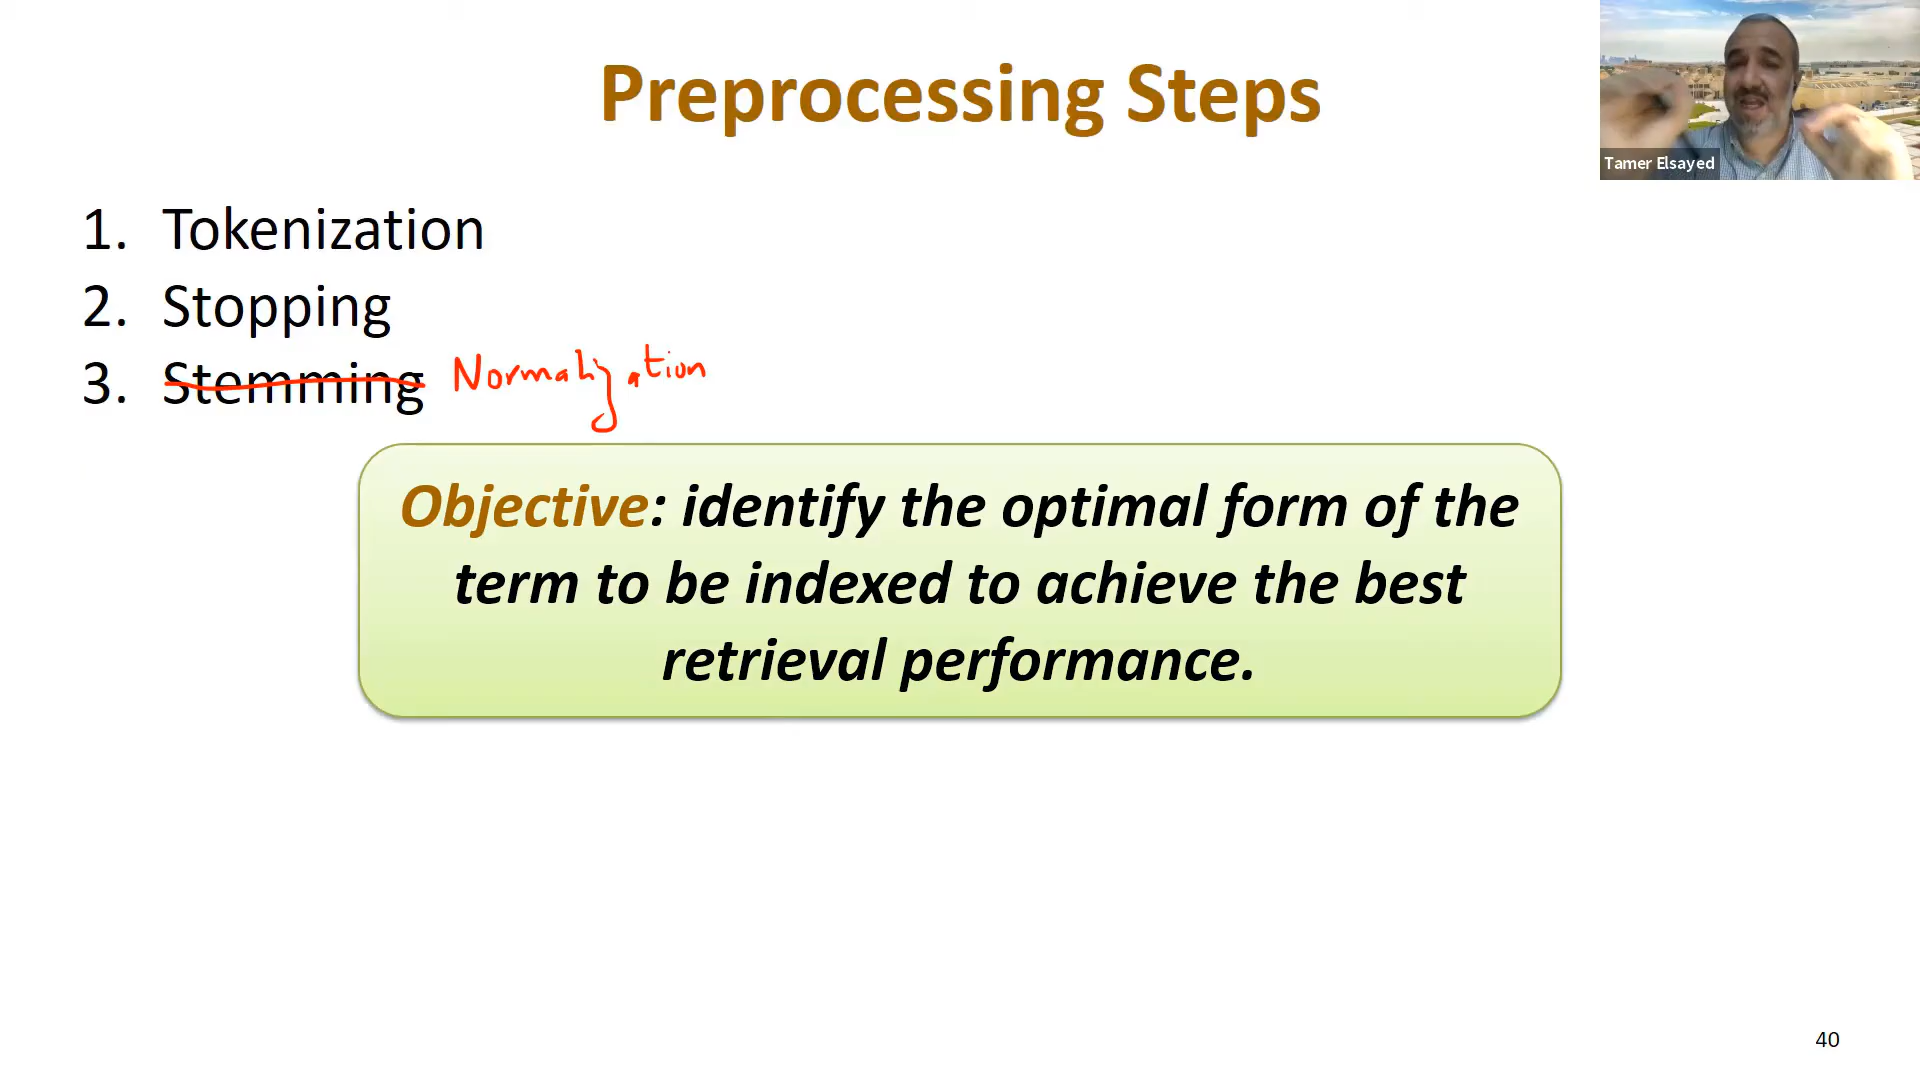 Preprocessing Steps
Tamer Elsayed
1. Tokenization
2. Stopping
3. Stemming Normalization
Objective: identify the optimal form of the
term to be indexed to achieve the best
retrieval performance.
40